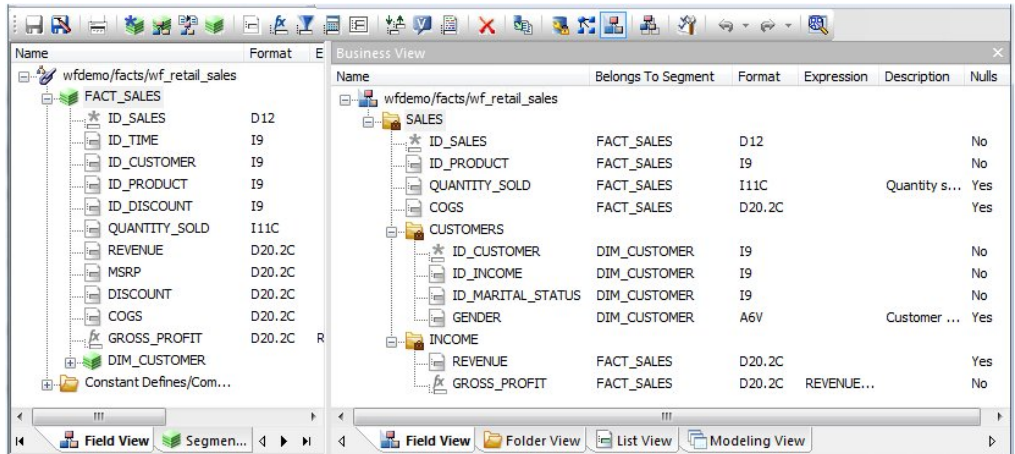 Business View
Name Format E
wfdemo/facts/wf_retail_sales
FACT_SALES
ID_SALES D12
ID_TIME I9
ID_CUSTOMER I9
ID_PRODUCT I9
ID_DISCOUNT I9
QUANTITY_SOLD I11C
REVENUE D20.2C
MSRP D20.2C
DISCOUNT D20.2C
COGS D20.2C
GROSS_PROFIT D20.2C R
DIM_CUSTOMER
Constant Defines/Com...
Field View Segmen...
Name Belongs To Segment Format Expression Description Nulls
wfdemo/facts/wf_retail_sales
SALES
ID_SALES FACT_SALES D12 No
ID_PRODUCT FACT_SALES I9 No
QUANTITY_SOLD FACT_SALES I11C Quantity s... Yes
COGS FACT_SALES D20.2C Yes
CUSTOMERS
ID_CUSTOMER DIM_CUSTOMER I9 No
ID_INCOME DIM_CUSTOMER I9 No
ID_MARITAL_STATUS DIM_CUSTOMER I9 No
GENDER DIM_CUSTOMER A6V Customer ... Yes
INCOME
REVENUE FACT_SALES D20.2C Yes
GROSS_PROFIT FACT_SALES D20.2C REVENUE... No
Field View Folder View List View Modeling View